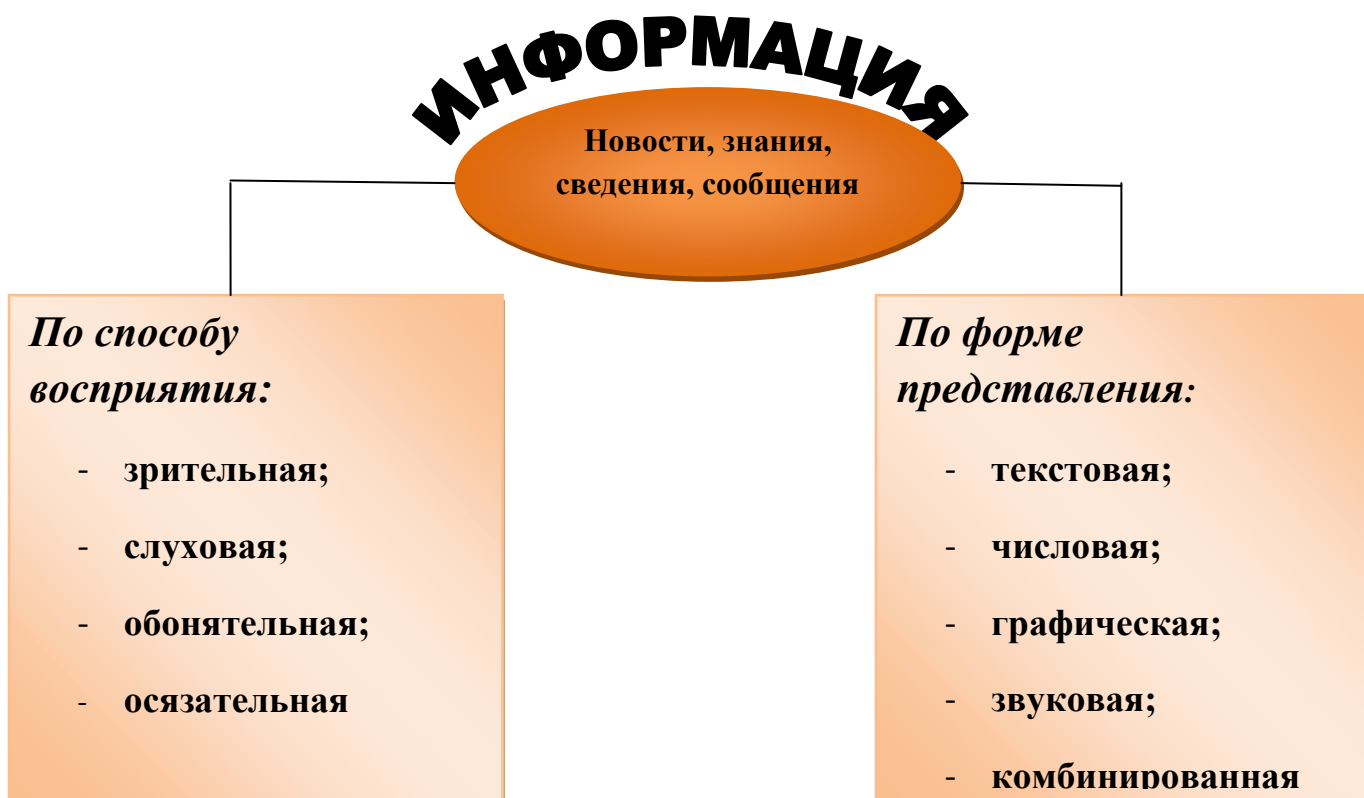 ИНФОРМАЦИЯ
Новости, знания,
сведения, сообщения
По способу
восприятия:
- зрительная;
- слуховая;
- обонятельная;
- осязательная
По форме
представления:
- текстовая;
- числовая;
- графическая;
- звуковая;
- комбинированная